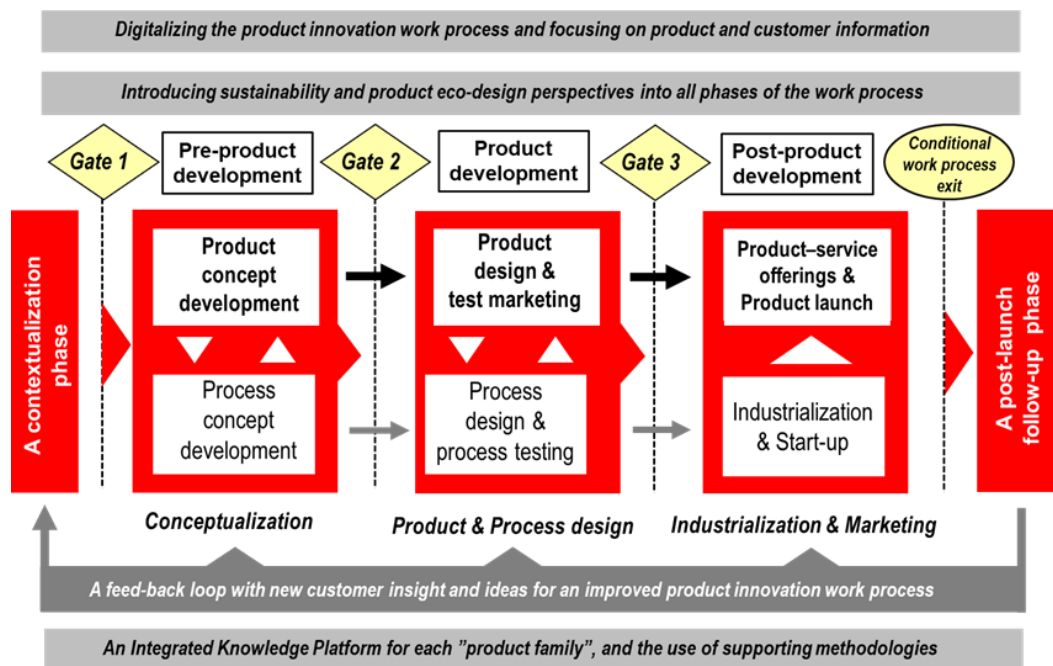 Digitalizing the product innovation work process and focusing on product and customer information
Introducing sustainability and product eco-design perspectives into all phases of the work process
Gate 1
Pre-product
development
Gate 2
Product
development
Gate 3
Post-product
development
Conditional
work process
exit
A contextualization
phase
Product
concept
development
Product
design &
test marketing
Product–service
offerings &
Product launch
Process
concept
development
Process
design &
process testing
Industrialization
& Start-up
A post-launch
follow-up phase
Conceptualization
Product & Process design
Industrialization & Marketing
A feed-back loop with new customer insight and ideas for an improved product innovation work process
An Integrated Knowledge Platform for each ”product family”, and the use of supporting methodologies